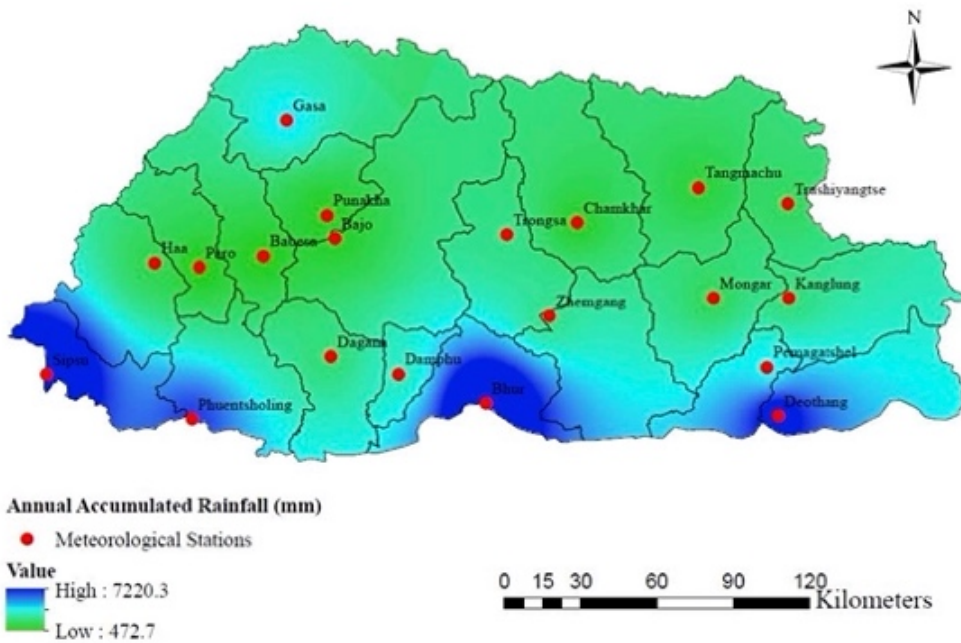 N
Gasa
Tangmachu
Trashiyangtse
Punakha
Chamkhar
Bajo
Trongsa
Haa
Paro
Babesa
Mongar
Kanglung
Zhemgang
Dagana
Damphu
Pemagatshel
Sipsu
Bhur
Phuentsholing
Deothang
Annual Accumulated Rainfall (mm)
Meteorological Stations
Value
High : 7220.3
Low : 472.7
0 15 30 60 90 120
Kilometers